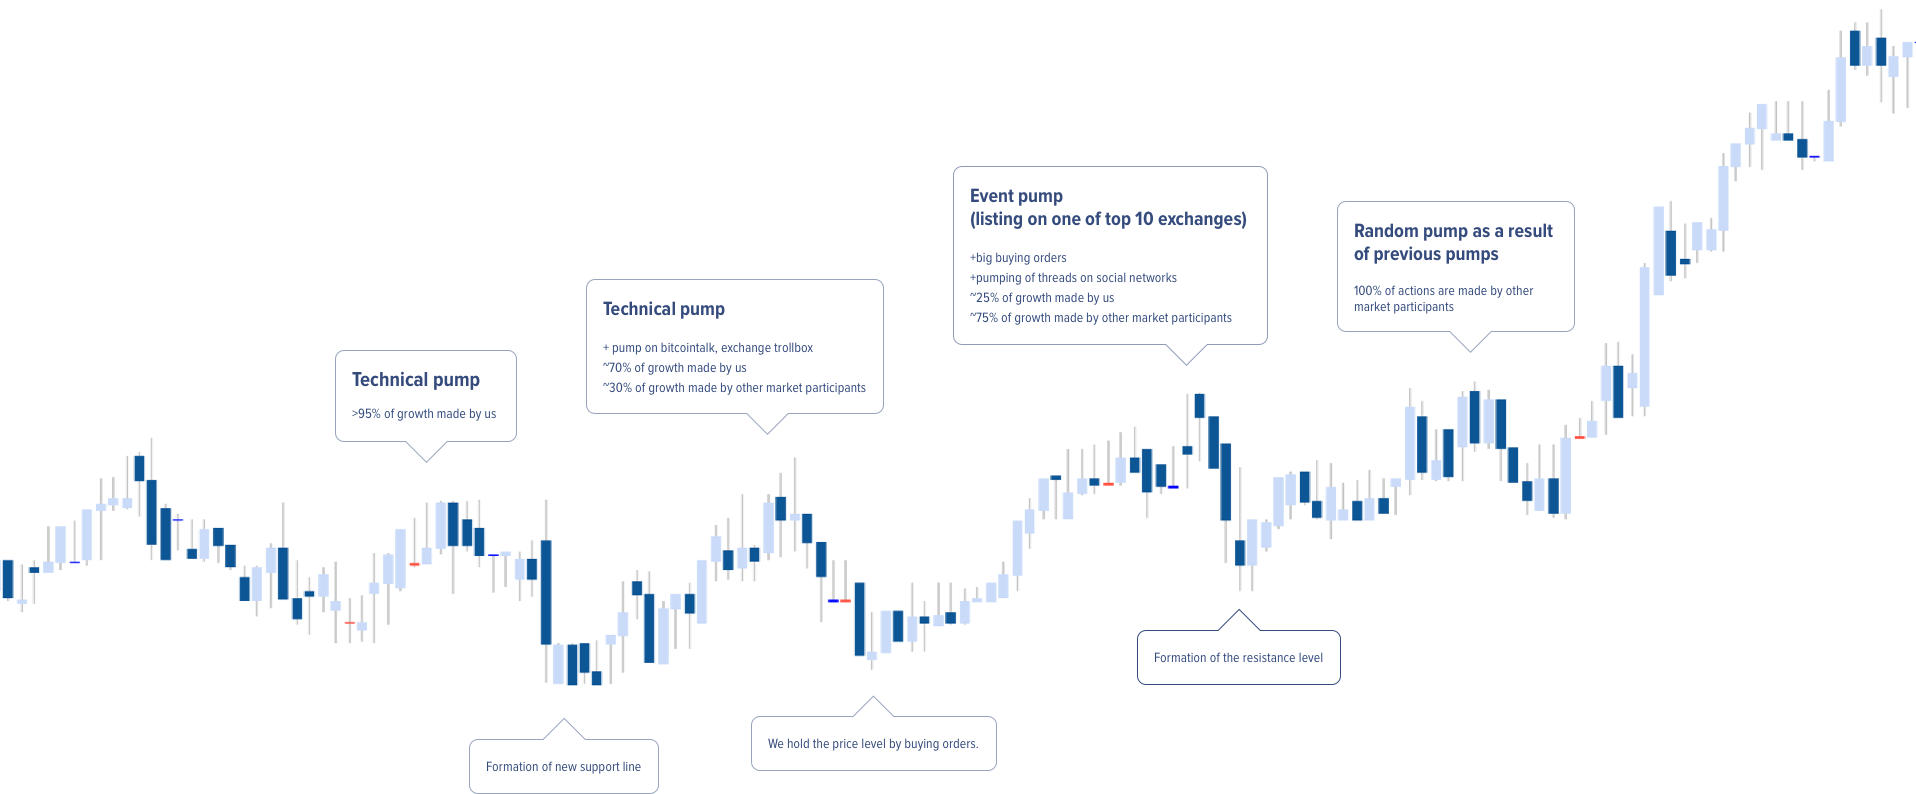 Technical pump
>95% of growth made by us
Technical pump
+ pump on bitcointalk, exchange trollbox
~70% of growth made by us
~30% of growth made by other market participants
Event pump
(listing on one of top 10 exchanges)
+big buying orders
+pumping of threads on social networks
~25% of growth made by us
~75% of growth made by other market participants
Random pump as a result
of previous pumps
100% of actions are made by other
market participants
Formation of new support line
We hold the price level by buying orders.
Formation of the resistance level